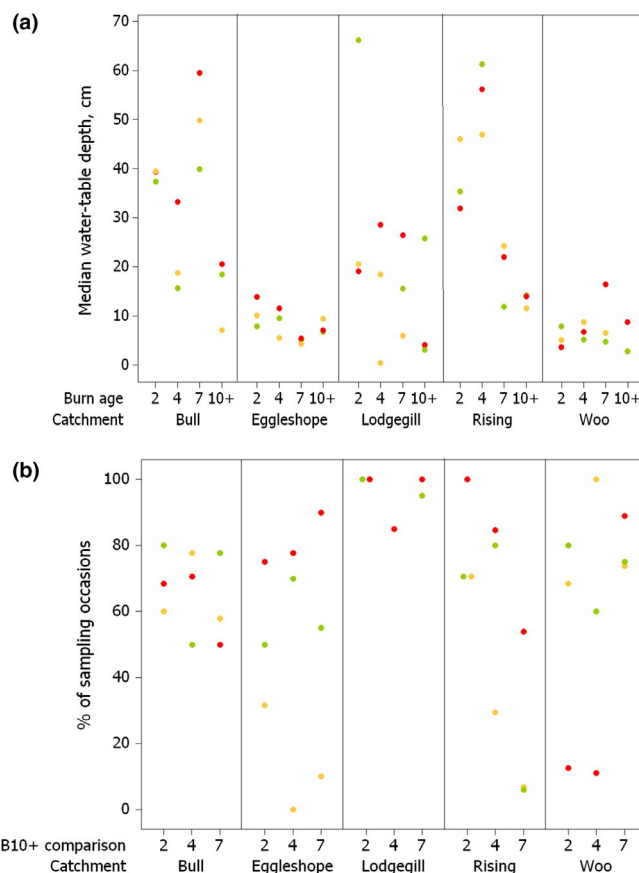 (a)
70
60
50
40
30
20
10
0
Median water-table depth, cm
Burn age 2 4 7 10+ 2 4 7 10+ 2 4 7 10+ 2 4 7 10+ 2 4 7 10+
Catchment Bull Eggleshope Lodgegill Rising Woo
(b)
100
80
60
40
20
0
% of sampling occasions
B10+ comparison 2 4 7 2 4 7 2 4 7 2 4 7 2 4 7
Catchment Bull Eggleshope Lodgegill Rising Woo